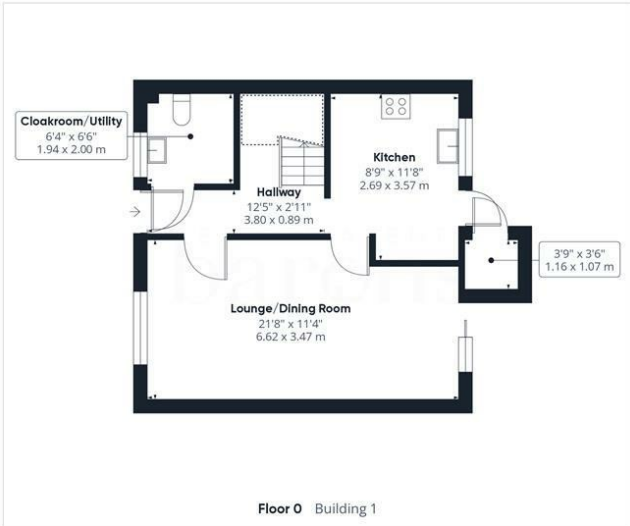 Cloakroom/Utility
6'4" x 6'6"
1.94 x 2.00 m
Kitchen
8'9" x 11'8"
2.69 x 3.57 m
Hallway
12'5" x 2'11"
3.80 x 0.89 m
3'9" x 3'6"
1.16 x 1.07 m
Lounge/Dining Room
21'8" x 11'4"
6.62 x 3.47 m
Floor 0 Building 1